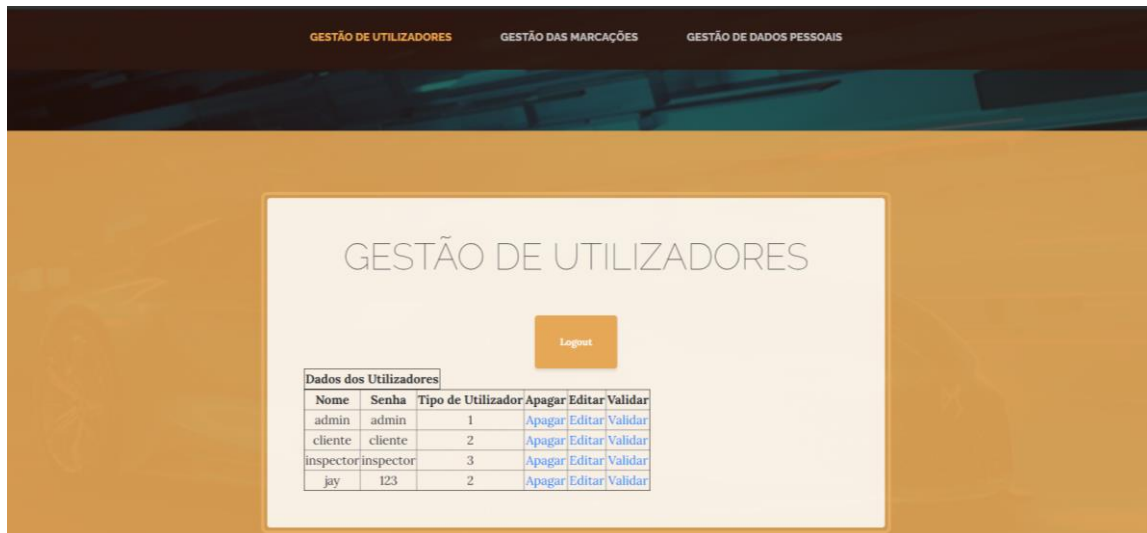 GESTÃO DE UTILIZADORES GESTÃO DAS MARCAÇÕES GESTÃO DE DADOS PESSOAIS
GESTÃO DE UTILIZADORES
Logout
Dados dos Utilizadores
Nome Senha Tipo de Utilizador Apagar Editar Validar
admin admin 1 Apagar Editar Validar
cliente cliente 2 Apagar Editar Validar
inspector inspector 3 Apagar Editar Validar
jay 123 2 Apagar Editar Validar